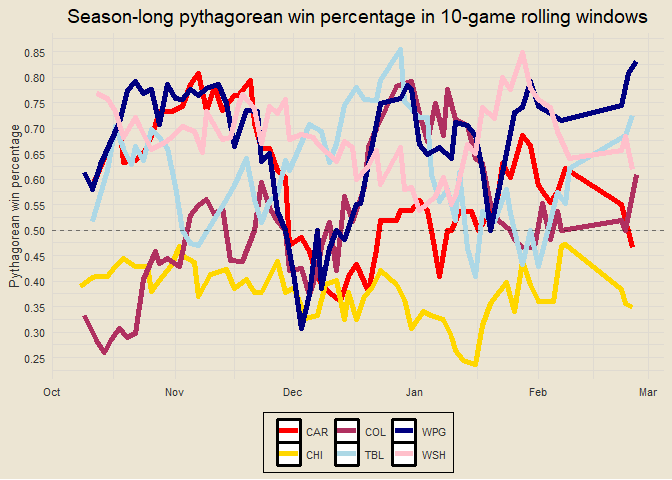 Season-long pythagorean win percentage in 10-game rolling windows
Pythagorean win percentage
0.85
0.80
0.75
0.70
0.65
0.60
0.55
0.50
0.45
0.40
0.35
0.30
0.25
Oct Nov Dec Jan Feb Mar
CAR COL WPG
CHI TBL WSH